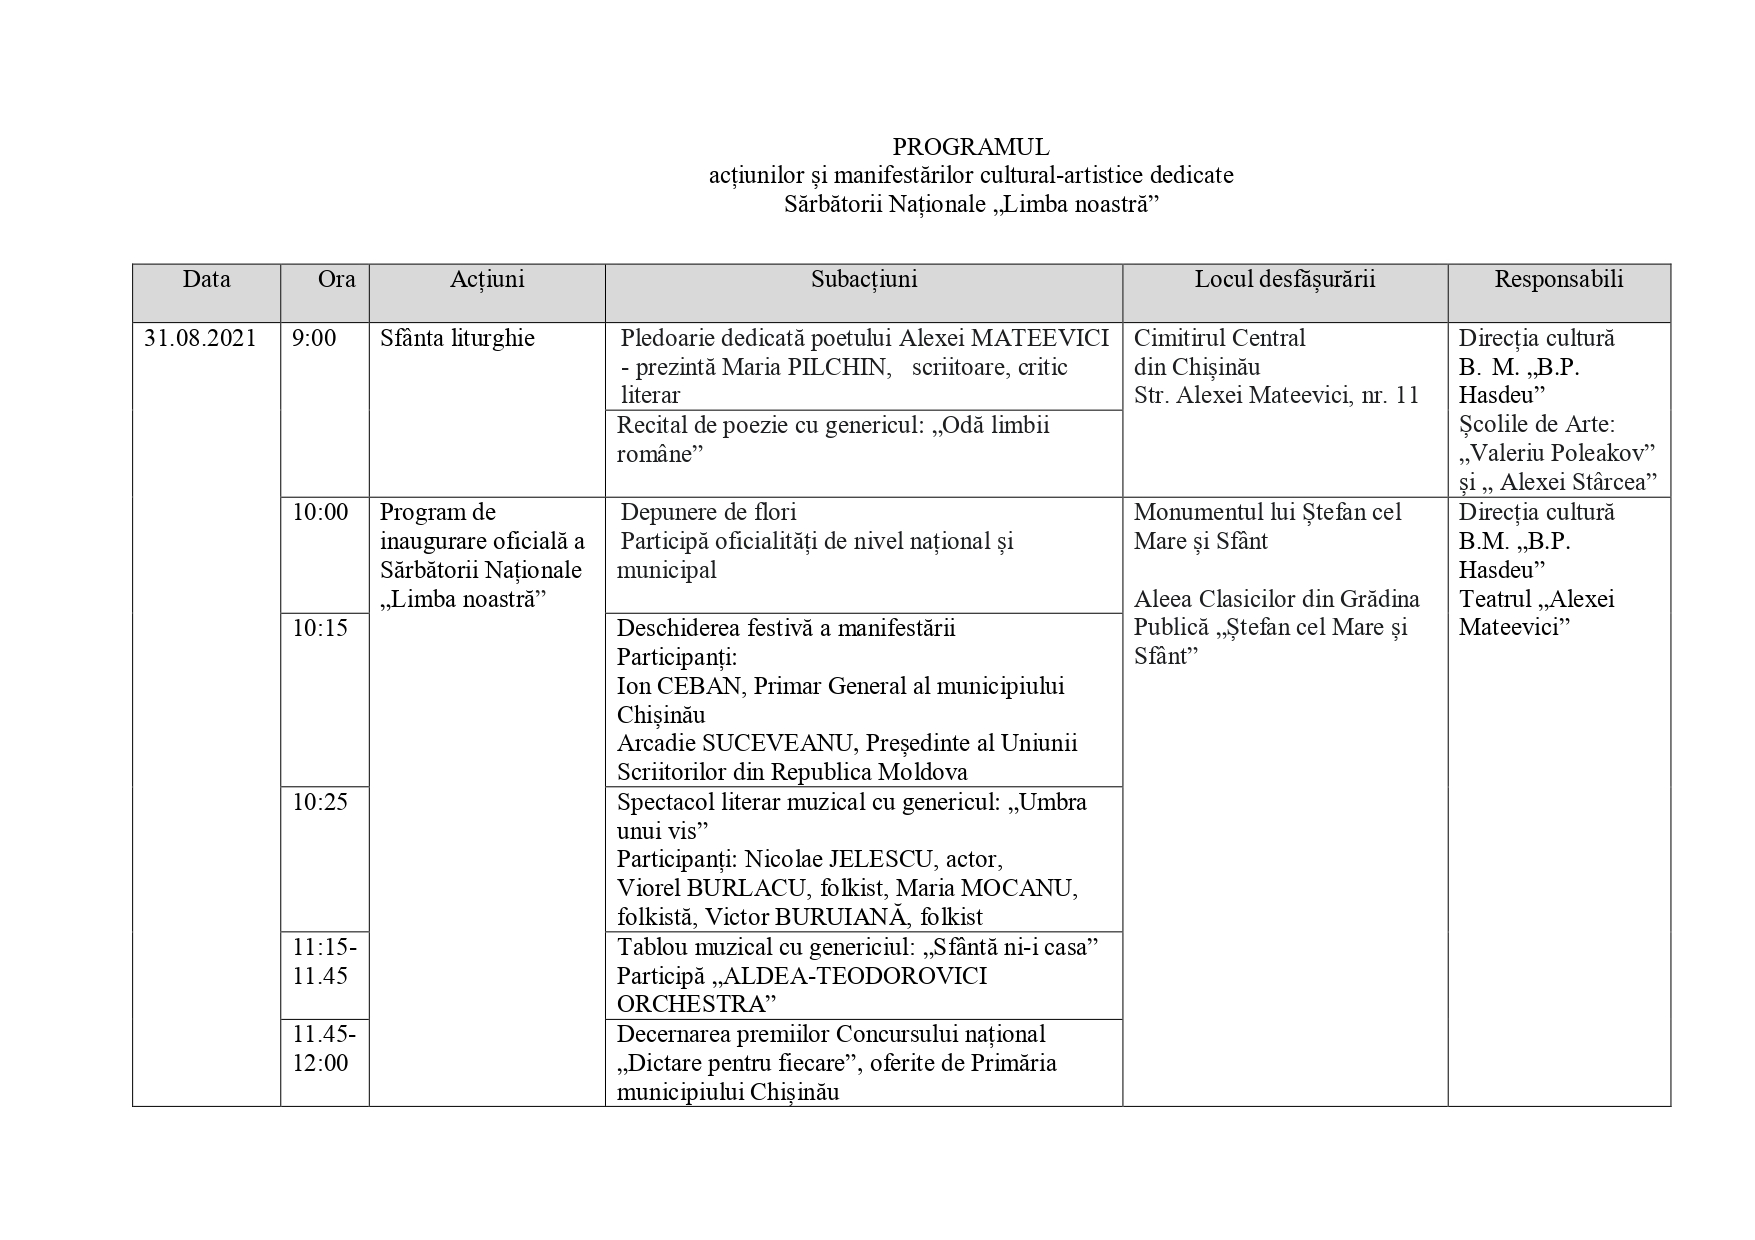 PROGRAMUL
acțiunilor și manifestărilor cultural-artistice dedicate
Sărbătorii Naționale „Limba noastră”
Data
Ora
Acțiuni
Subacțiuni
Locul desfășurării
Responsabili
31.08.2021
9:00
Sfânta liturghie
Pledoarie dedicată poetului Alexei MATEEVICI
- prezintă Maria PILCHIN, scriitoare, critic
literar
Recital de poezie cu genericul: „Odă limbii
române”
Cimitirul Central
din Chișinău
Str. Alexei Mateevici, nr. 11
Direcția cultură
B. M. „B.P.
Hasdeu”
Școlile de Arte:
„Valeriu Poleakov”
și „ Alexei Stârcea”
10:00
Program de
inaugurare oficială a
Sărbătorii Naționale
„Limba noastră”
Depunere de flori
Participă oficialități de nivel național și
municipal
Monumentul lui Ștefan cel
Mare și Sfânt
Aleea Clasicilor din Grădina
Publică „Ștefan cel Mare și
Sfânt”
Direcția cultură
B.M. „B.P.
Hasdeu”
Teatrul „Alexei
Mateevici”
10:15
Deschiderea festivă a manifestării
Participanți:
Ion CEBAN, Primar General al municipiului
Chișinău
Arcadie SUCEVEANU, Președinte al Uniunii
Scriitorilor din Republica Moldova
10:25
Spectacol literar muzical cu genericul: „Umbra
unui vis”
Participanți: Nicolae JELESCU, actor,
Viorel BURLACU, folkist, Maria MOCANU,
folkistă, Victor BURUIANĂ, folkist
11:15-
11.45
Tablou muzical cu genericiul: „Sfântă ni-i casa”
Participă „ALDEA-TEODOROVICI
ORCHESTRA”
11.45-
12:00
Decernarea premiilor Concursului național
„Dictare pentru fiecare”, oferite de Primăria
municipiului Chișinău